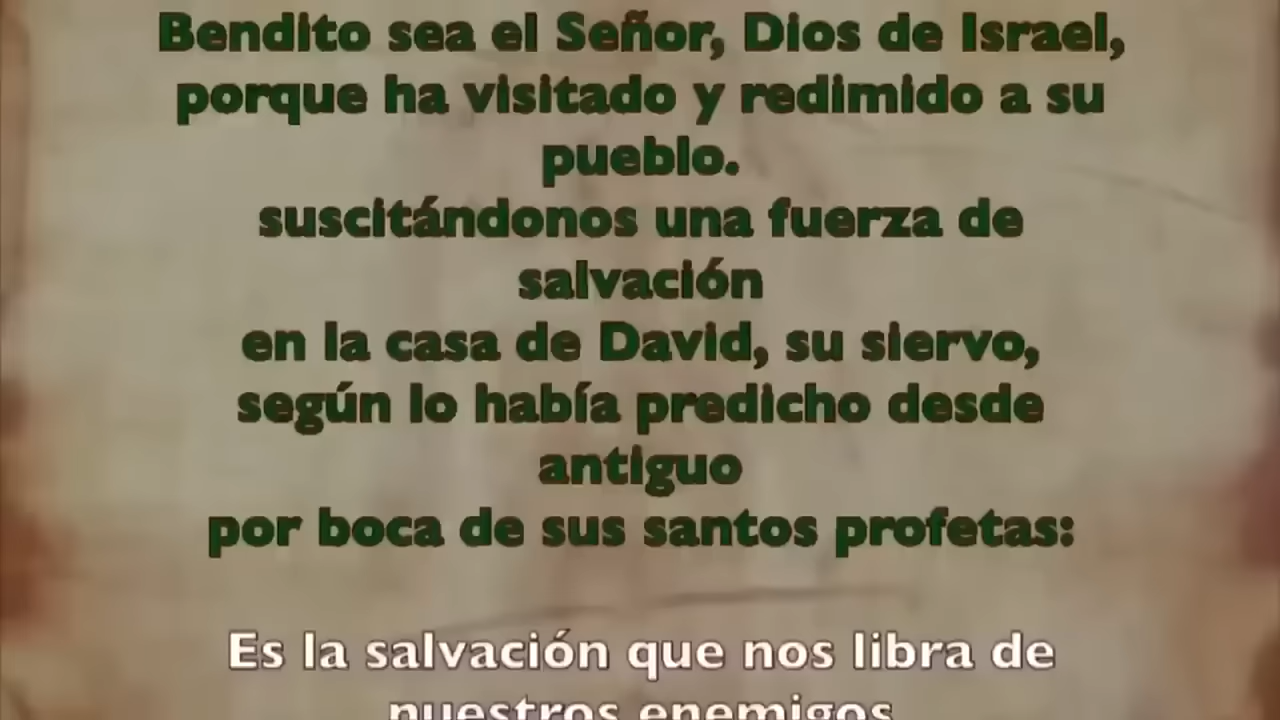 Bendito sea el Señor, Dios de Israel,
porque ha visitado y redimido a su
pueblo.
suscitándonos una fuerza de
salvación
en la casa de David, su siervo,
según lo había predicho desde
antiguo
por boca de sus santos profetas:
Es la salvación que nos libra de
nuestros enemigos